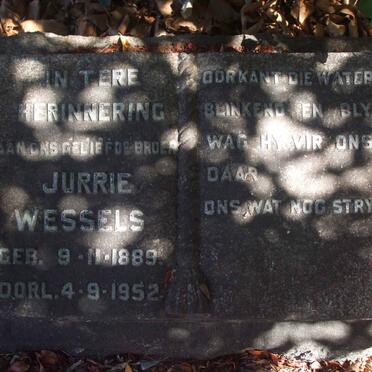 IN TERE
HERINNERING
AAN ONS GELIEFDE BROER
JURRIE
WESSELS
GEB. 9-11-1889.
OORL. 4-9-1952.
OORKANT DIE WATER
BLINKEND EN BLY
WAG HY VIR ONS
DAAR
ONS WAT NOG STRY